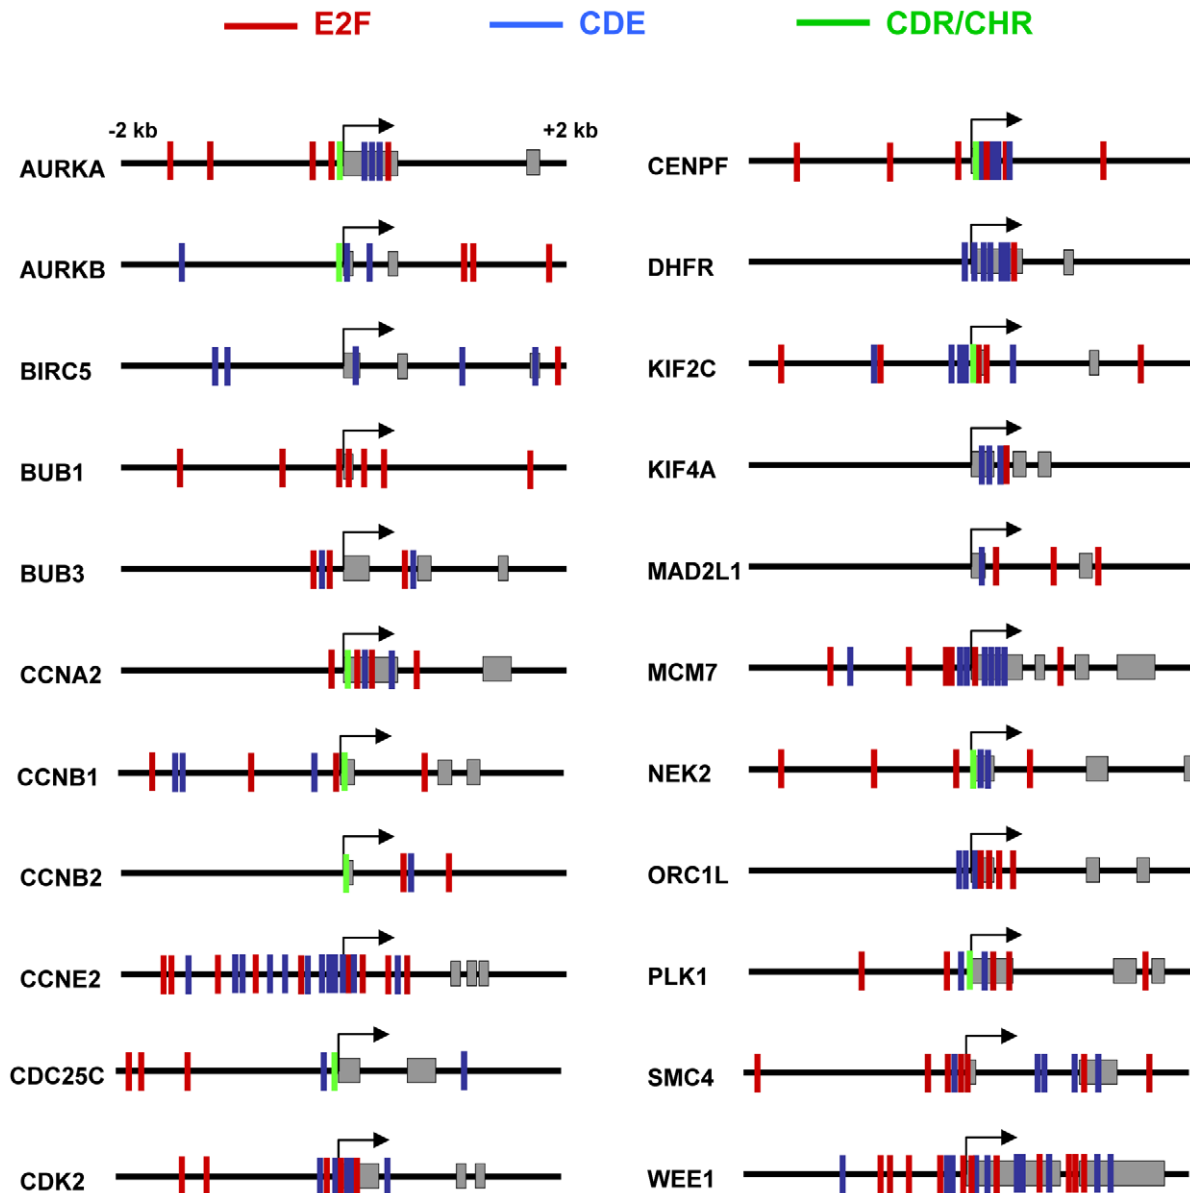 E2F CDE CDR/CHR
-2 kb +2 kb
AURKA CENPF
AURKB DHFR
BIRC5 KIF2C
BUB1 KIF4A
BUB3 MAD2L1
CCNA2 MCM7
CCNB1 NEK2
CCNB2 ORC1L
CCNE2 PLK1
CDC25C SMC4
CDK2 WEE1